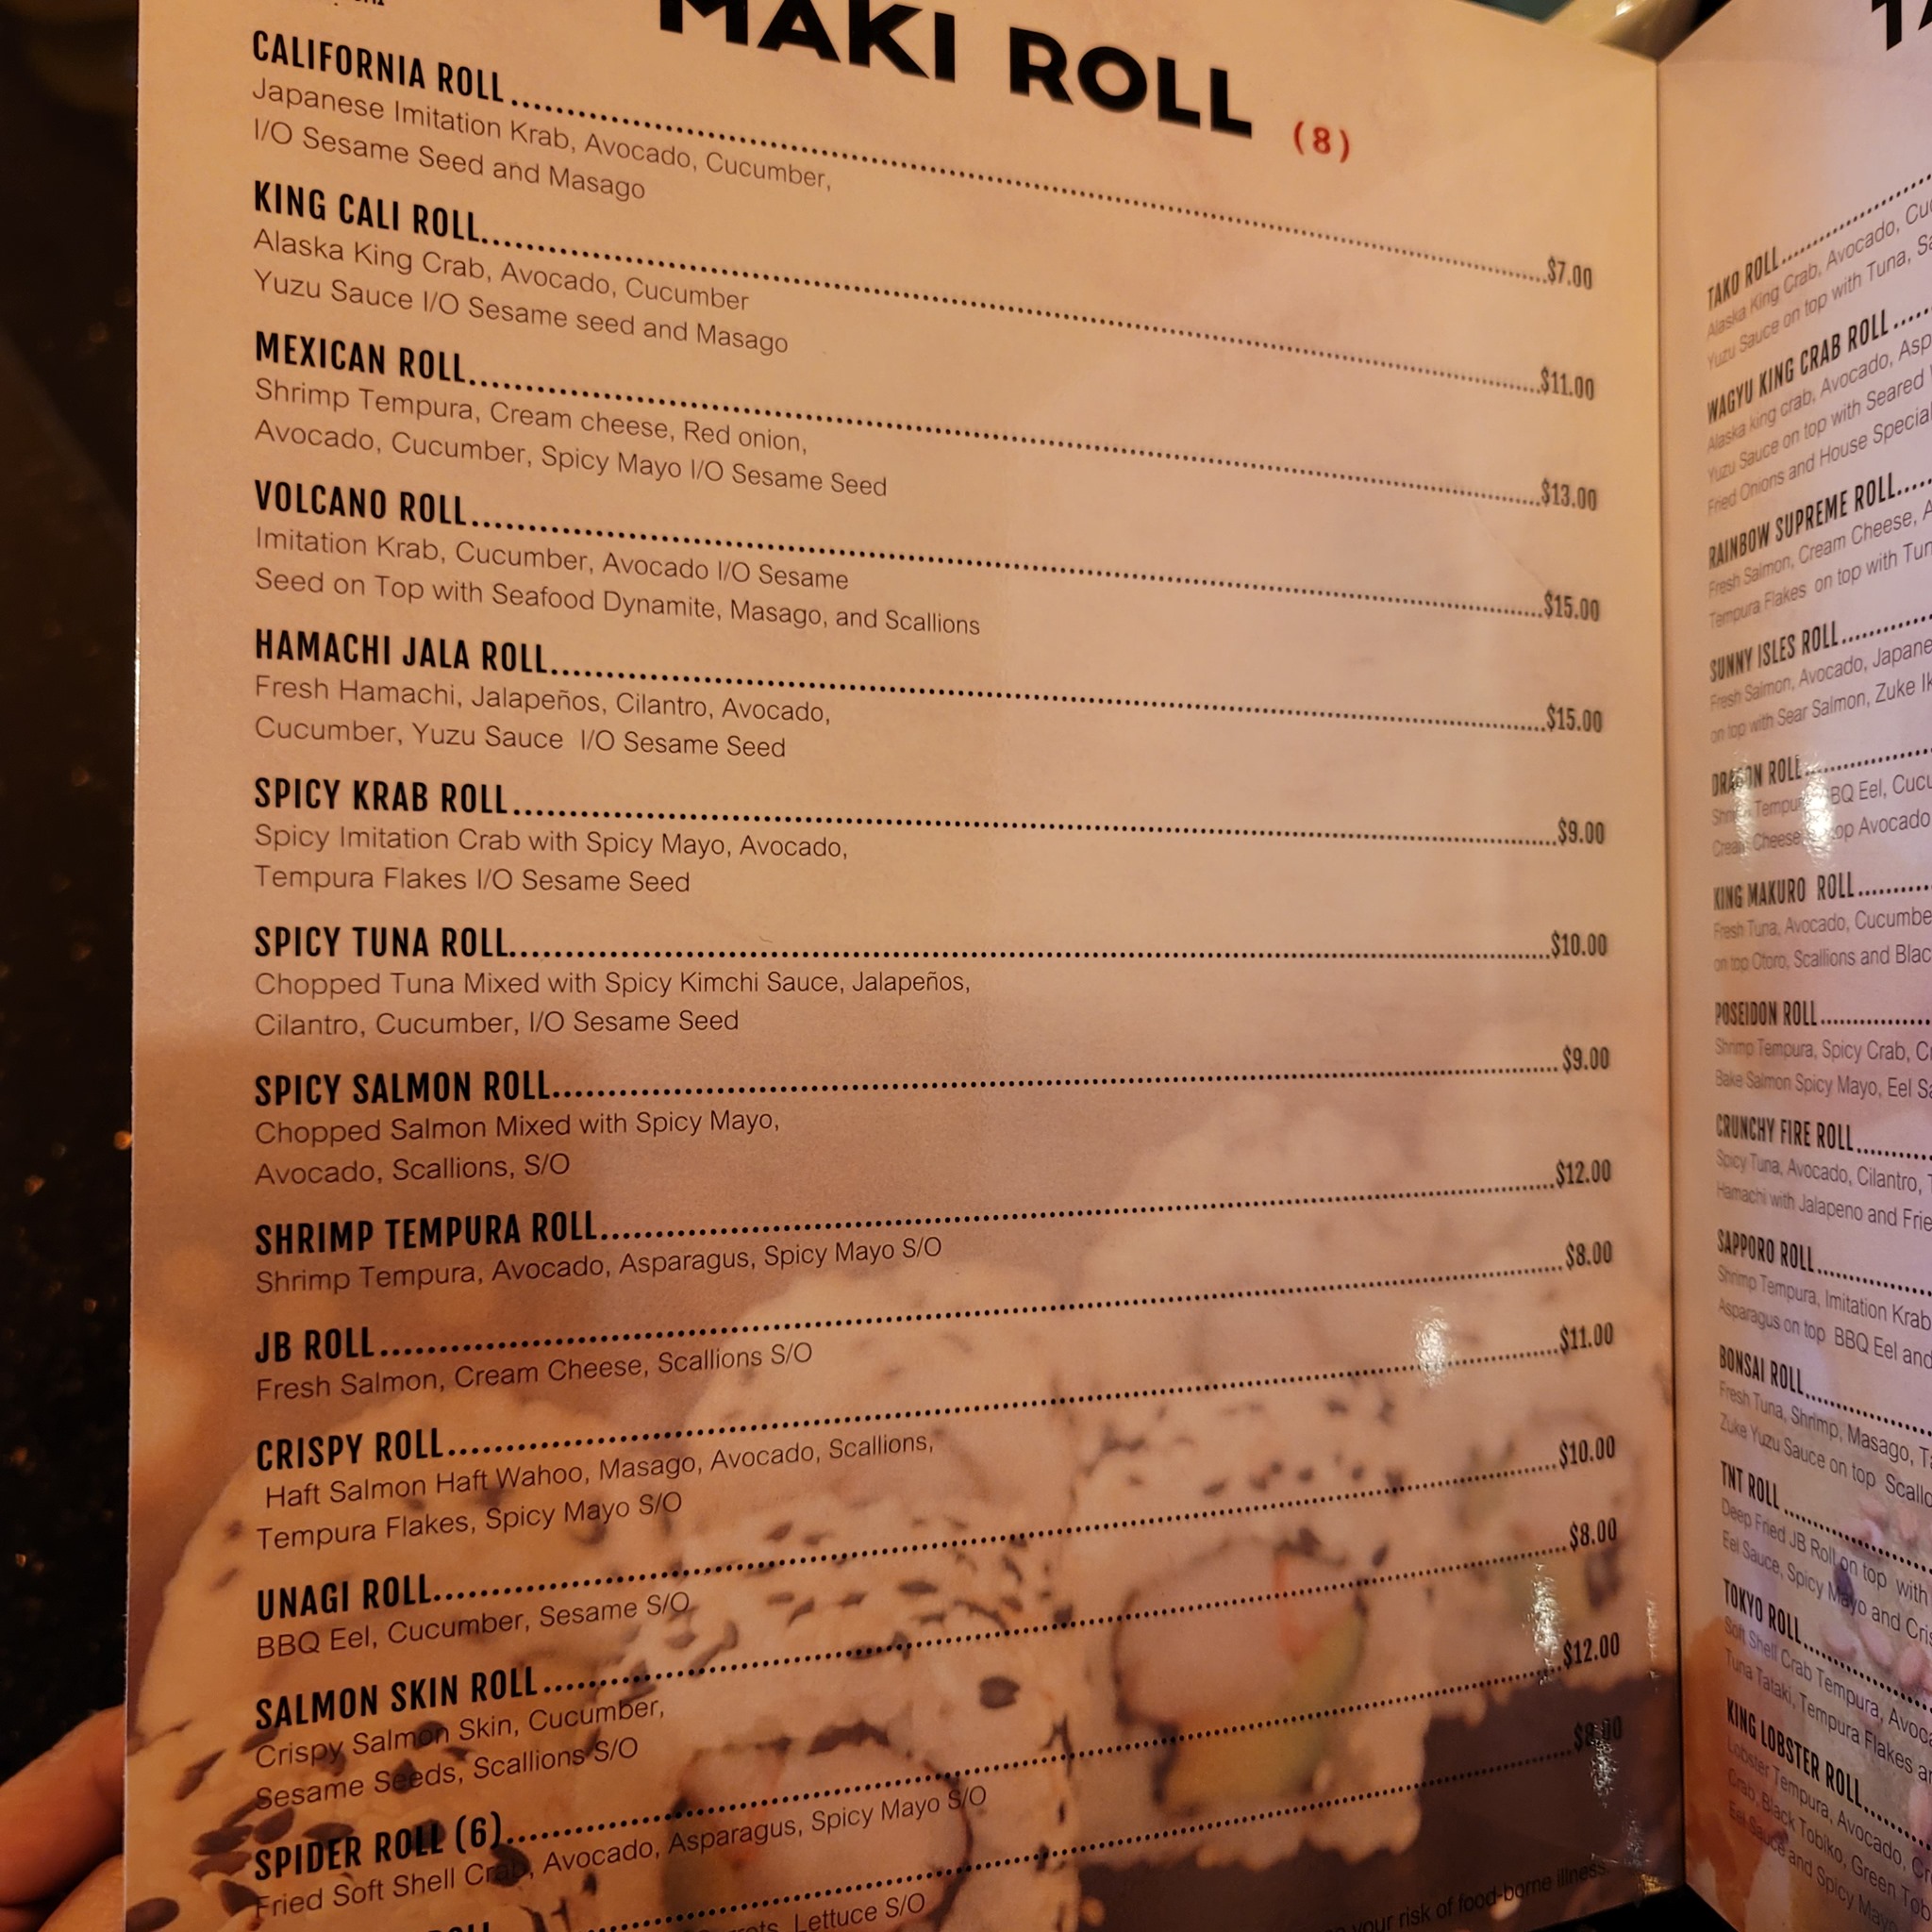 MAKI ROLL (8)
CALIFORNIA ROLL $7.00
Japanese Imitation Krab, Avocado, Cucumber,
I/O Sesame Seed and Masago
KING CALI ROLL $11.00
Alaska King Crab, Avocado, Cucumber
Yuzu Sauce I/O Sesame seed and Masago
MEXICAN ROLL $13.00
Shrimp Tempura, Cream cheese, Red onion,
Avocado, Cucumber, Spicy Mayo I/O Sesame Seed
VOLCANO ROLL $15.00
Imitation Krab, Cucumber, Avocado I/O Sesame
Seed on Top with Seafood Dynamite, Masago, and Scallions
HAMACHI JALA ROLL $15.00
Fresh Hamachi, Jalapeños, Cilantro, Avocado,
Cucumber, Yuzu Sauce I/O Sesame Seed
SPICY KRAB ROLL $9.00
Spicy Imitation Crab with Spicy Mayo, Avocado,
Tempura Flakes I/O Sesame Seed
SPICY TUNA ROLL $10.00
Chopped Tuna Mixed with Spicy Kimchi Sauce, Jalapeños,
Cilantro, Cucumber, I/O Sesame Seed
SPICY SALMON ROLL $9.00
Chopped Salmon Mixed with Spicy Mayo,
Avocado, Scallions, S/O
SHRIMP TEMPURA ROLL $12.00
Shrimp Tempura, Avocado, Asparagus, Spicy Mayo S/O
JB ROLL $8.00
Fresh Salmon, Cream Cheese, Scallions S/O
CRISPY ROLL $11.00
Haft Salmon Haft Wahoo, Masago, Avocado, Scallions,
Tempura Flakes, Spicy Mayo S/O
UNAGI ROLL $10.00
BBQ Eel, Cucumber, Sesame S/O
SALMON SKIN ROLL $8.00
Crispy Salmon Skin, Cucumber,
Sesame Seeds, Scallions S/O
SPIDER ROLL (6) $12.00
Fried Soft Shell Crab, Avocado, Asparagus, Spicy Mayo S/O
Lettuce S/O
your risk of food-borne illness
TAKO ROLL
Alaska King Crab, Avocado,
Yuzu Sauce on top with Tuna,
WAGYU KING CRAB ROLL
Alaska king crab, Avocado,
Yuzu Sauce on top with Seared
Fried Onions and House Special
RAINBOW SUPREME ROLL
Fresh Salmon, Cream Cheese,
Tempura Flakes on top with
SUNNY ISLES ROLL
Fresh Salmon, Avocado,
on top with Sear Salmon, Zuke
DRAGON ROLL
Shrimp Tempura, BBQ Eel,
Cream Cheese on top Avocado
KING MAKURO ROLL
Fresh Tuna, Avocado,
on top Otoro, Scallions and
POSEIDON ROLL
Shrimp Tempura, Spicy Crab,
Bake Salmon Spicy Mayo, Eel
CRUNCHY FIRE ROLL
Spicy Tuna, Avocado, Cilantro,
Hamachi with Jalapeno and
SAPPORO ROLL
Shrimp Tempura, Imitation Krab
Asparagus on top BBQ Eel and
BONSAI ROLL
Fresh Tuna, Shrimp, Masago,
Zuke Yuzu Sauce on top
TNT ROLL
Deep Fried JB Roll on top with
Eel Sauce, Spicy Mayo and
TOKYO ROLL
Soft Shell Crab Tempura,
Tuna Tataki, Tempura Flakes
KING LOBSTER ROLL
Lobster Tempura, Avocado,
Crab, Black Tobiko, Green
Eel Sauce and Spicy Mayo